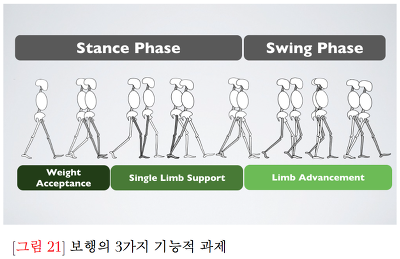 Stance Phase
Swing Phase
Weight
Acceptance
Single Limb Support
Limb Advancement
[그림 21] 보행의 3가지 기능적 과제